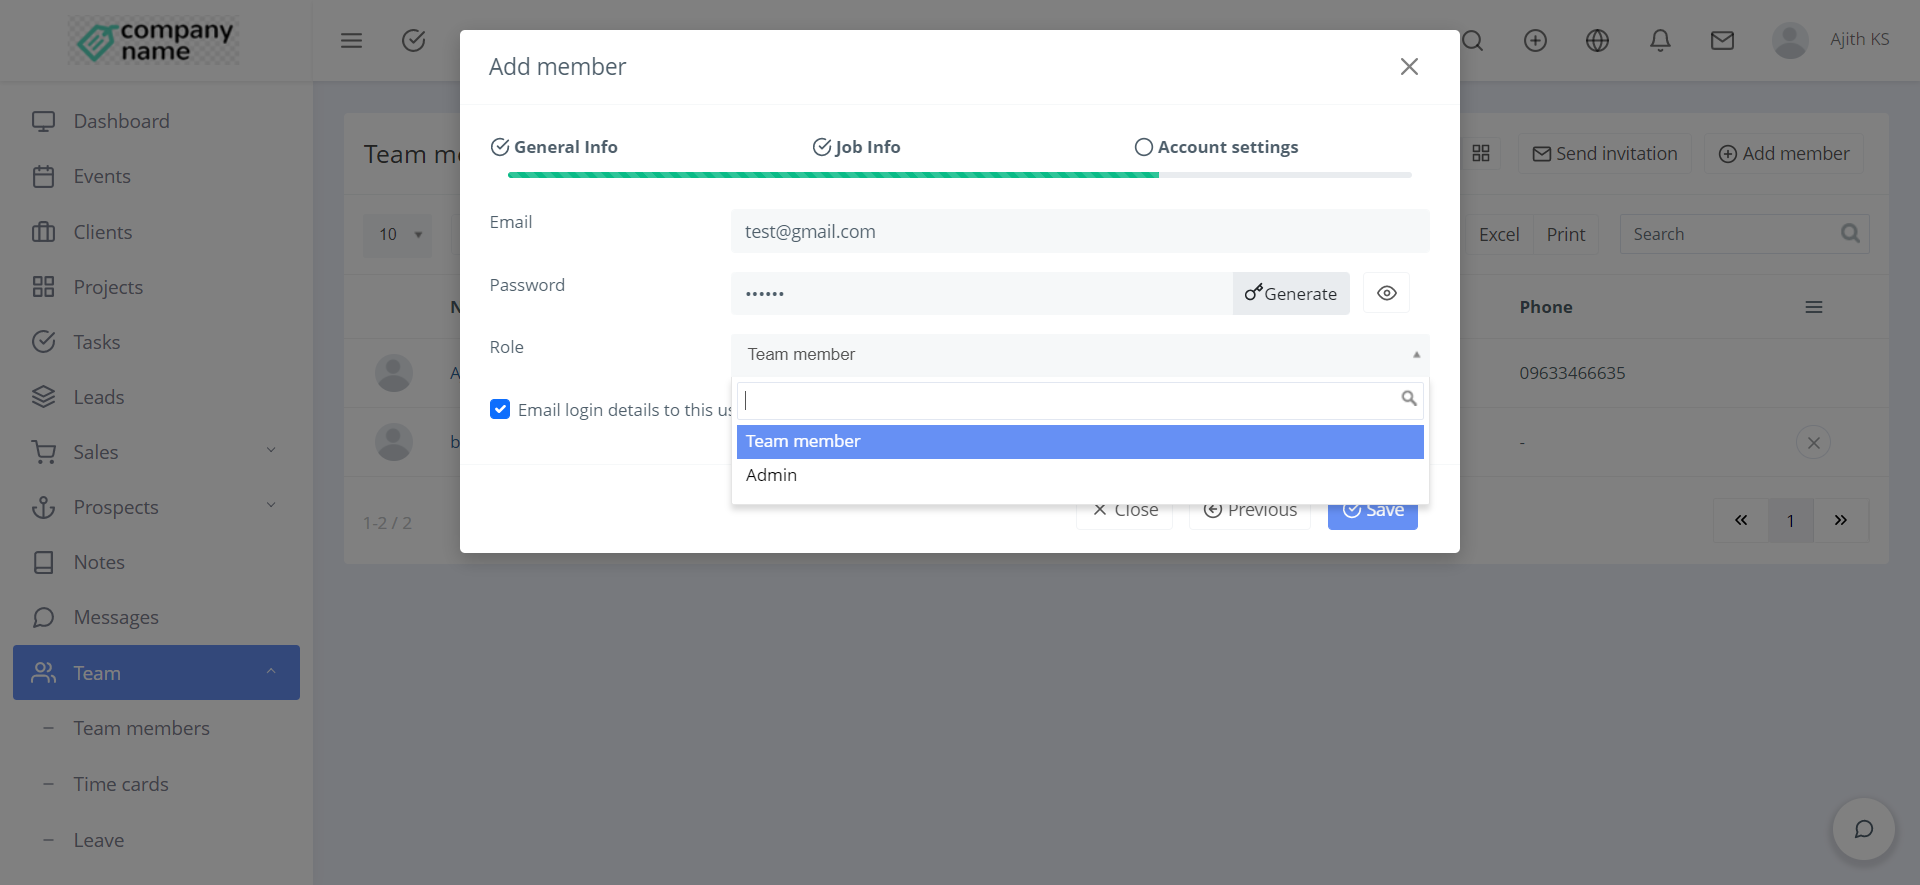 company
name
Ajith KS
Dashboard
Events
Clients
Projects
Tasks
Leads
Sales
Prospects
Notes
Messages
Team
Team members
Time cards
Leave
Team me
Send invitation
Add member
10
Excel
Print
Search
Phone
09633466635
-
1-2 / 2
1
Add member
General Info
Job Info
Account settings
Email
test@gmail.com
Password
••••••
Generate
Role
Team member
Email login details to this us
Team member
Admin
Close
Previous
Save